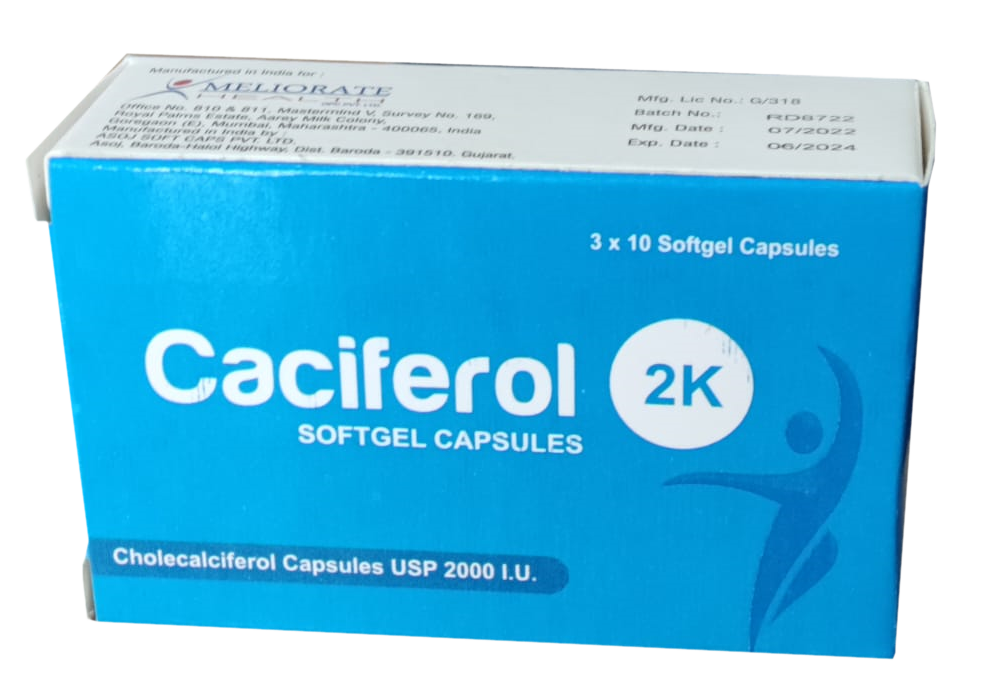 Manufactured in India for :
MELIORATE
HEALTH
Office No. 810 & 811, Mastermind V, Survey No. 169,
Royal Palms Estate, Aarey Milk Colony,
Goregaon (E), Mumbai, Maharashtra - 400065, India
Manufactured in India by :
ASOJ SOFT CAPS PVT. LTD.
Asoj, Baroda-Halol Highway, Dist. Baroda - 391510, Gujarat.
Mfg. Lic No.: G/318
Batch No.: RD8722
Mfg. Date : 07/2022
Exp. Date : 06/2024
3 x 10 Softgel Capsules
Caciferol 2K
SOFTGEL CAPSULES
Cholecalciferol Capsules USP 2000 I.U.